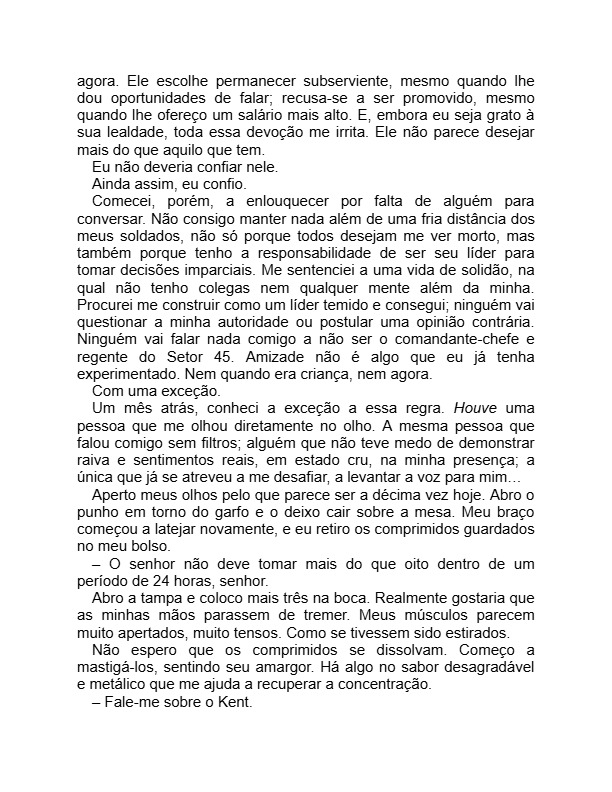 agora. Ele escolhe permanecer subserviente, mesmo quando lhe
dou oportunidades de falar; recusa-se a ser promovido, mesmo
quando lhe ofereço um salário mais alto. E, embora eu seja grato à
sua lealdade, toda essa devoção me irrita. Ele não parece desejar
mais do que aquilo que tem.
Eu não deveria confiar nele.
Ainda assim, eu confio.
Comecei, porém, a enlouquecer por falta de alguém para
conversar. Não consigo manter nada além de uma fria distância dos
meus soldados, não só porque todos desejam me ver morto, mas
também porque tenho a responsabilidade de ser seu líder para
tomar decisões imparciais. Me sentenciei a uma vida de solidão, na
qual não tenho colegas nem qualquer mente além da minha.
Procurei me construir como um líder temido e consegui; ninguém vai
questionar a minha autoridade ou postular uma opinião contrária.
Ninguém vai falar nada comigo a não ser o comandante-chefe e
regente do Setor 45. Amizade não é algo que eu já tenha
experimentado. Nem quando era criança, nem agora.
Com uma exceção.
Um mês atrás, conheci a exceção a essa regra. Houve uma
pessoa que me olhou diretamente no olho. A mesma pessoa que
falou comigo sem filtros; alguém que não teve medo de demonstrar
raiva e sentimentos reais, em estado cru, na minha presença; a
única que já se atreveu a me desafiar, a levantar a voz para mim…
Aperto meus olhos pelo que parece ser a décima vez hoje. Abro o
punho em torno do garfo e o deixo cair sobre a mesa. Meu braço
começou a latejar novamente, e eu retiro os comprimidos guardados
no meu bolso.
– O senhor não deve tomar mais do que oito dentro de um
período de 24 horas, senhor.
Abro a tampa e coloco mais três na boca. Realmente gostaria que
as minhas mãos parassem de tremer. Meus músculos parecem
muito apertados, muito tensos. Como se tivessem sido estirados.
Não espero que os comprimidos se dissolvam. Começo a
mastigá-los, sentindo seu amargor. Há algo no sabor desagradável
e metálico que me ajuda a recuperar a concentração.
– Fale-me sobre o Kent.